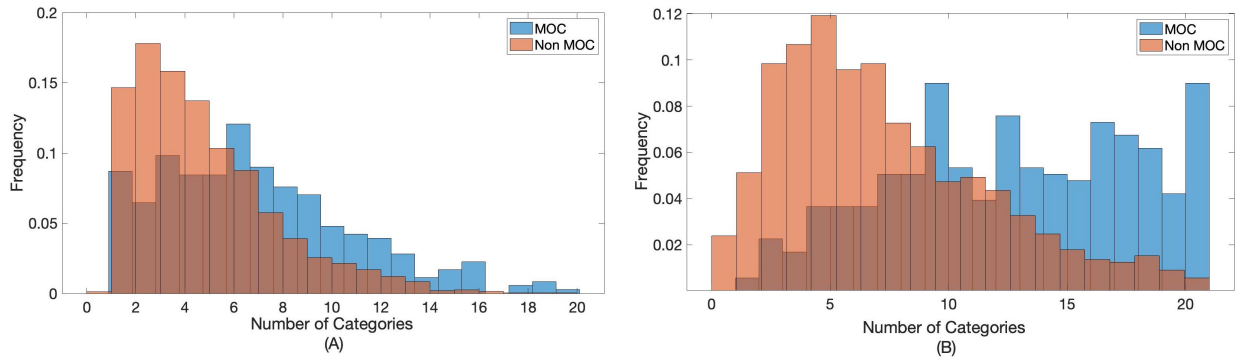 0.2
0.15
0.1
0.05
0
Frequency
MOC
Non MOC
0 2 4 6 8 10 12 14 16 18 20
Number of Categories
(A)
0.12
0.1
0.08
0.06
0.04
0.02
Frequency
MOC
Non MOC
0 5 10 15 20
Number of Categories
(B)